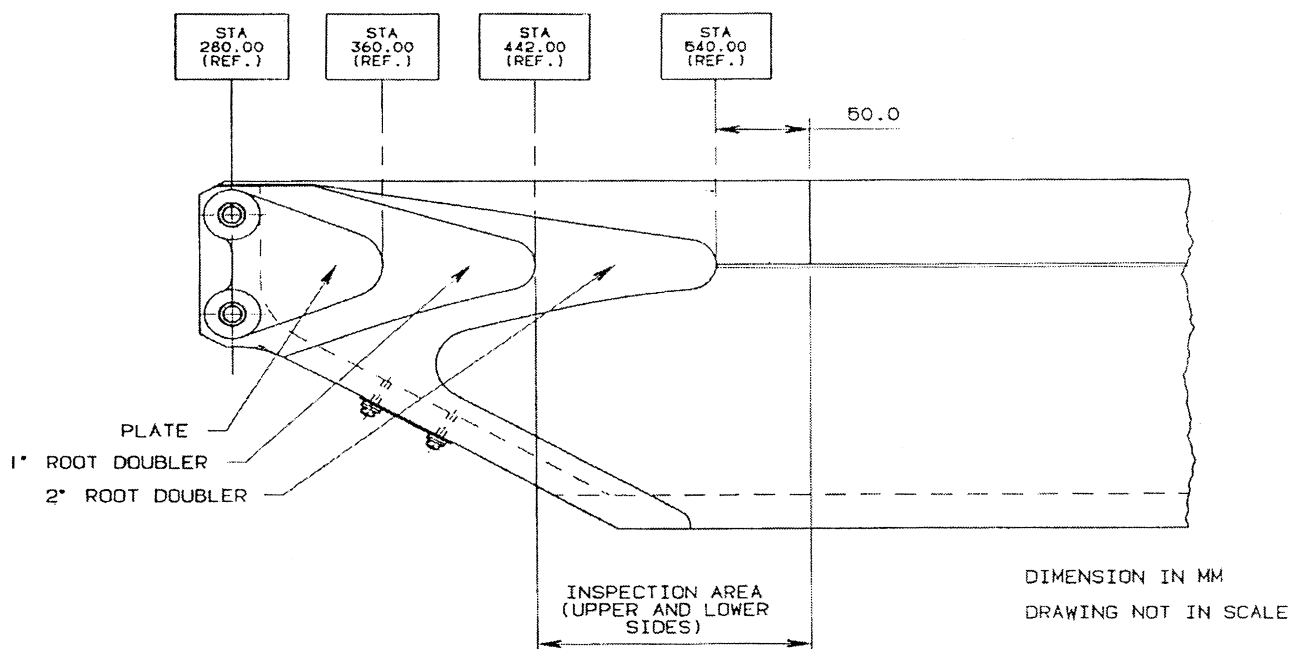 STA
280.00
(REF.)
STA
360.00
(REF.)
STA
442.00
(REF.)
STA
540.00
(REF.)
50.0
PLATE
1° ROOT DOUBLER
2° ROOT DOUBLER
INSPECTION AREA
(UPPER AND LOWER
SIDES)
DIMENSION IN MM
DRAWING NOT IN SCALE